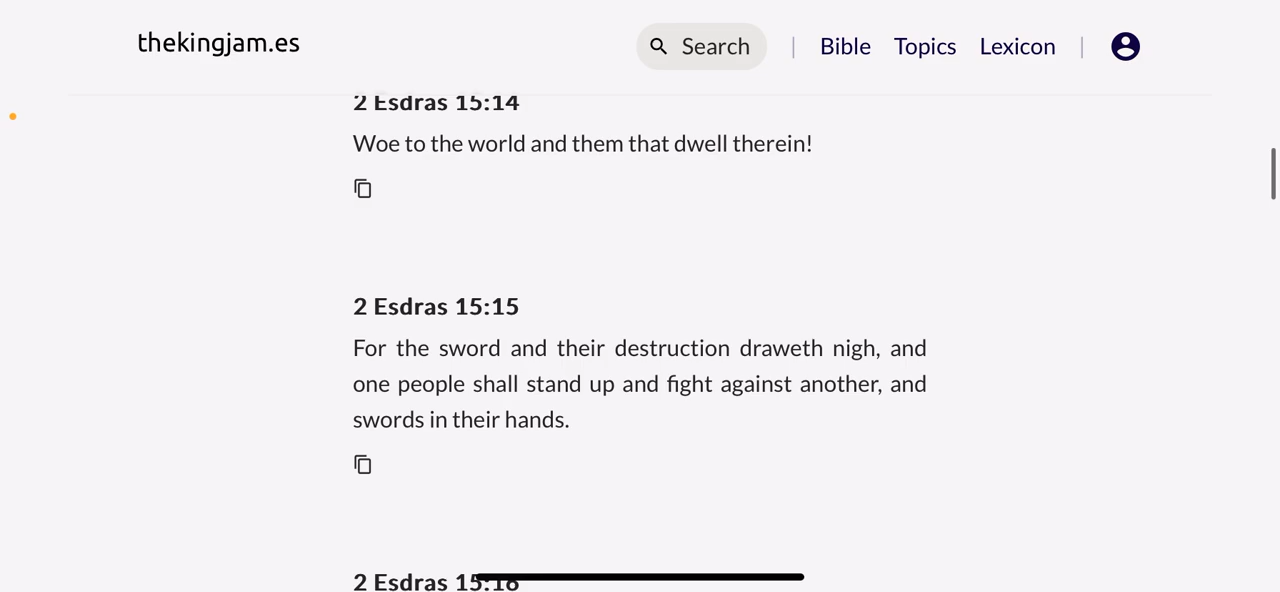 thekingjam.es
Search | Bible Topics Lexicon |
2 Esdras 15:14
Woe to the world and them that dwell therein!
2 Esdras 15:15
For the sword and their destruction draweth nigh, and
one people shall stand up and fight against another, and
swords in their hands.
2 Esdras 15:16